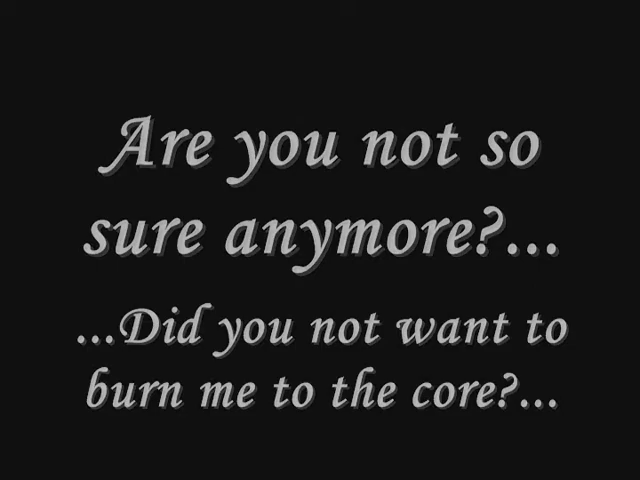 Are you not so
sure anymore?...
...Did you not want to
burn me to the core?...